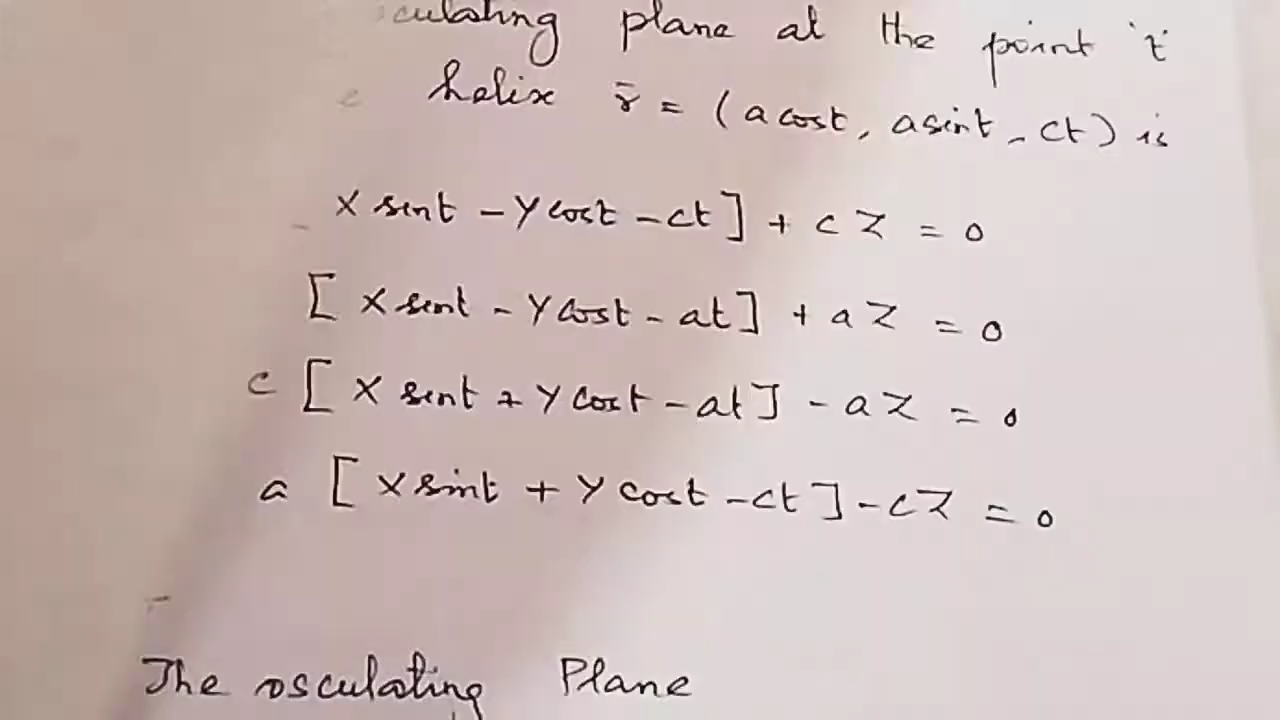 culating plane at the point 't'
helix r̄ = (a cost, a sint, ct) is
X sint - Y cost - ct] + cZ = 0
[X sint - Y cost - at] + aZ = 0
c [X sint + Y cost - at] - aZ = 0
a [X sint + Y cost - ct] - cZ = 0
The osculating Plane